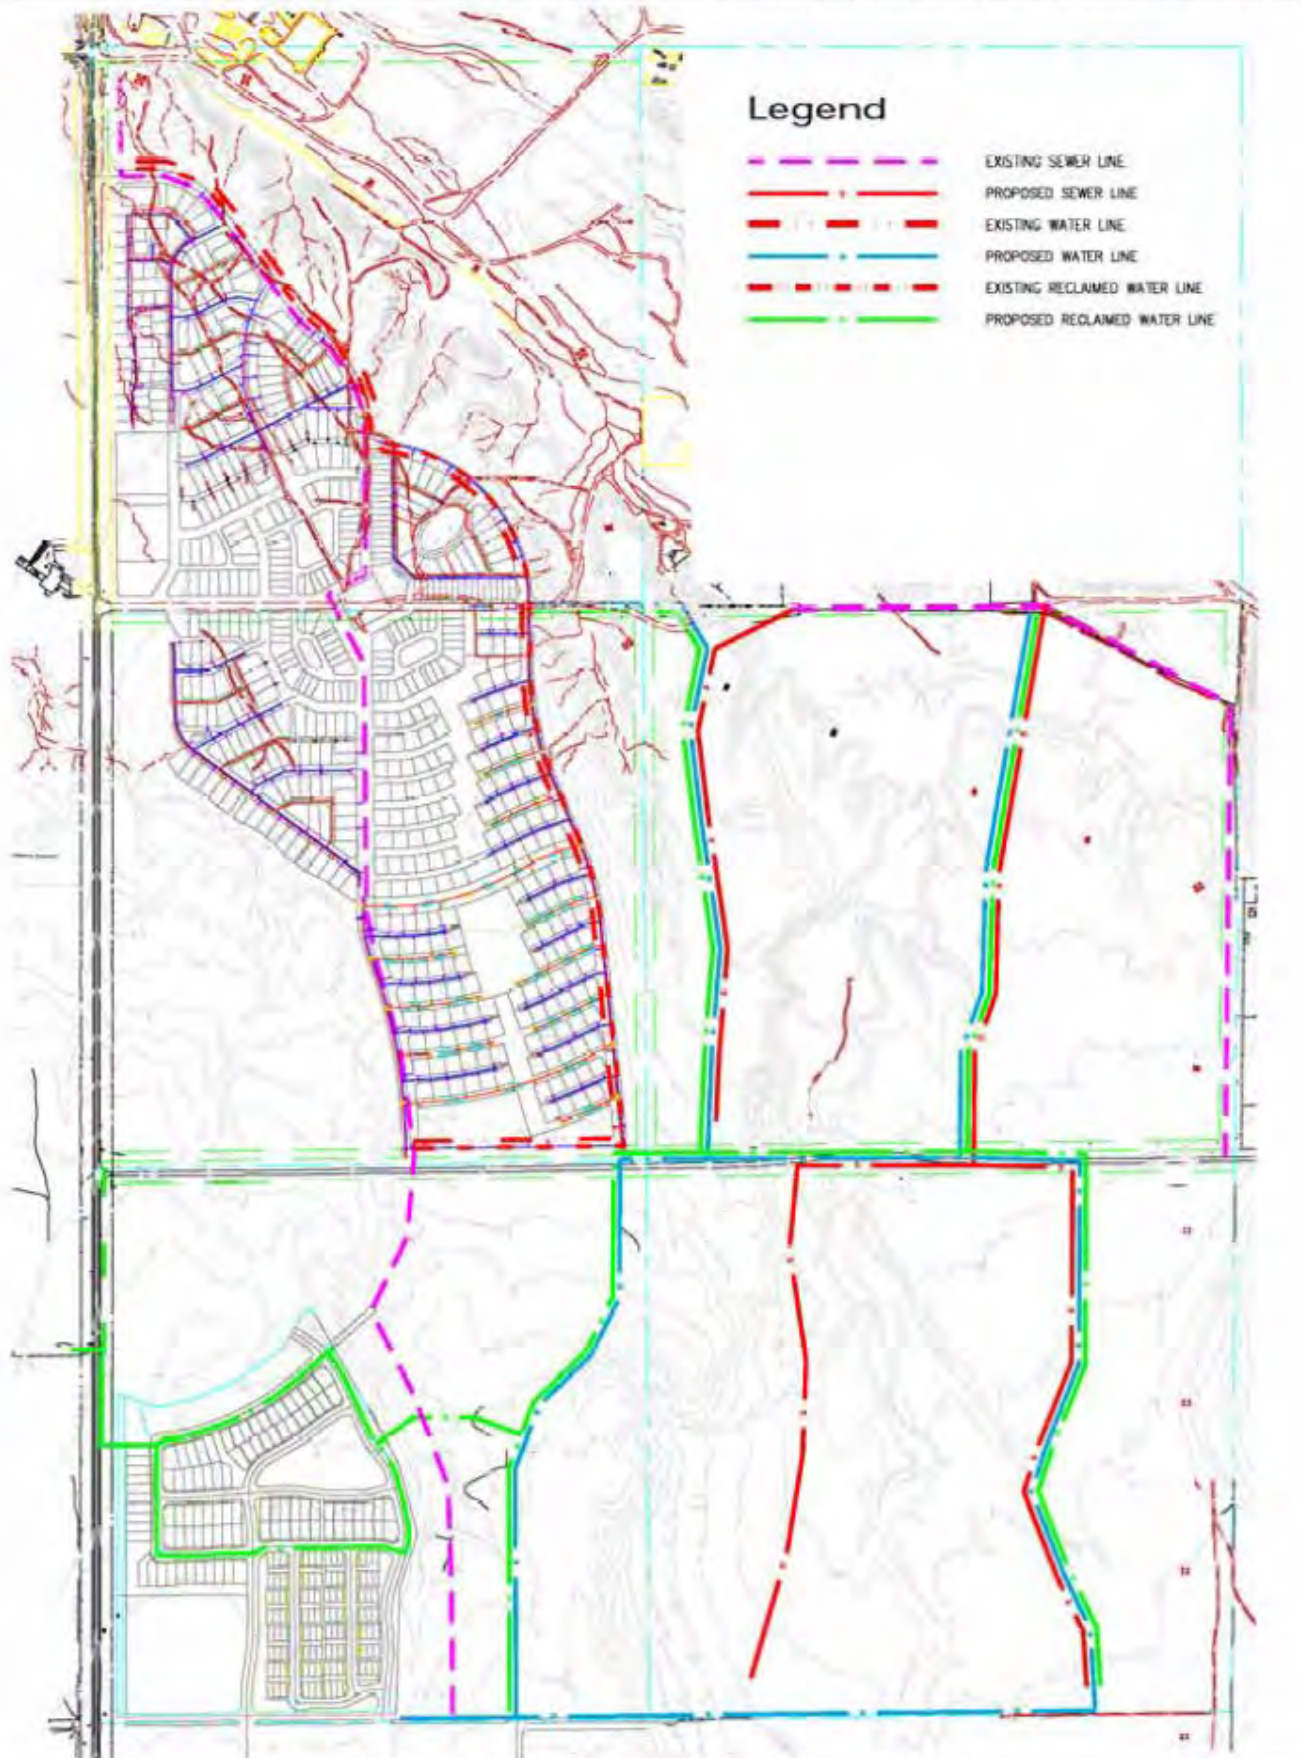 Legend
EXISTING SEWER LINE
PROPOSED SEWER LINE
EXISTING WATER LINE
PROPOSED WATER LINE
EXISTING RECLAIMED WATER LINE
PROPOSED RECLAIMED WATER LINE